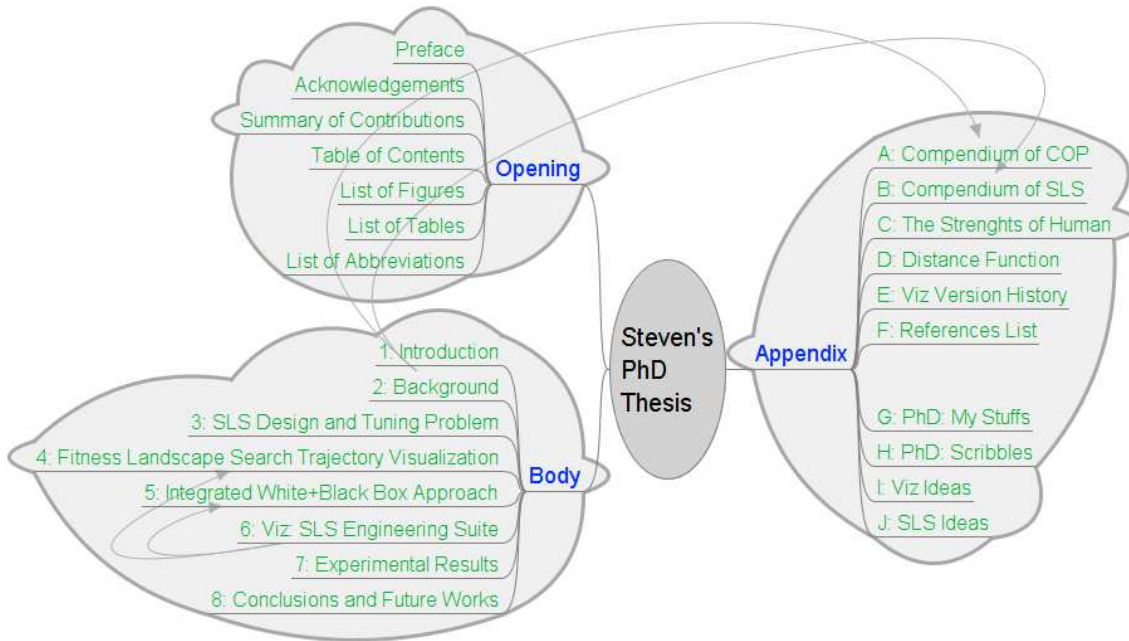 Preface
Acknowledgements
Summary of Contributions
Table of Contents
List of Figures
List of Tables
List of Abbreviations
Opening
1: Introduction
2: Background
3: SLS Design and Tuning Problem
4: Fitness Landscape Search Trajectory Visualization
5: Integrated White+Black Box Approach
6: Viz: SLS Engineering Suite
7: Experimental Results
8: Conclusions and Future Works
Body
Steven's
PhD
Thesis
Appendix
A: Compendium of COP
B: Compendium of SLS
C: The Strenghts of Human
D: Distance Function
E: Viz Version History
F: References List
G: PhD: My Stuffs
H: PhD: Scribbles
I: Viz Ideas
J: SLS Ideas